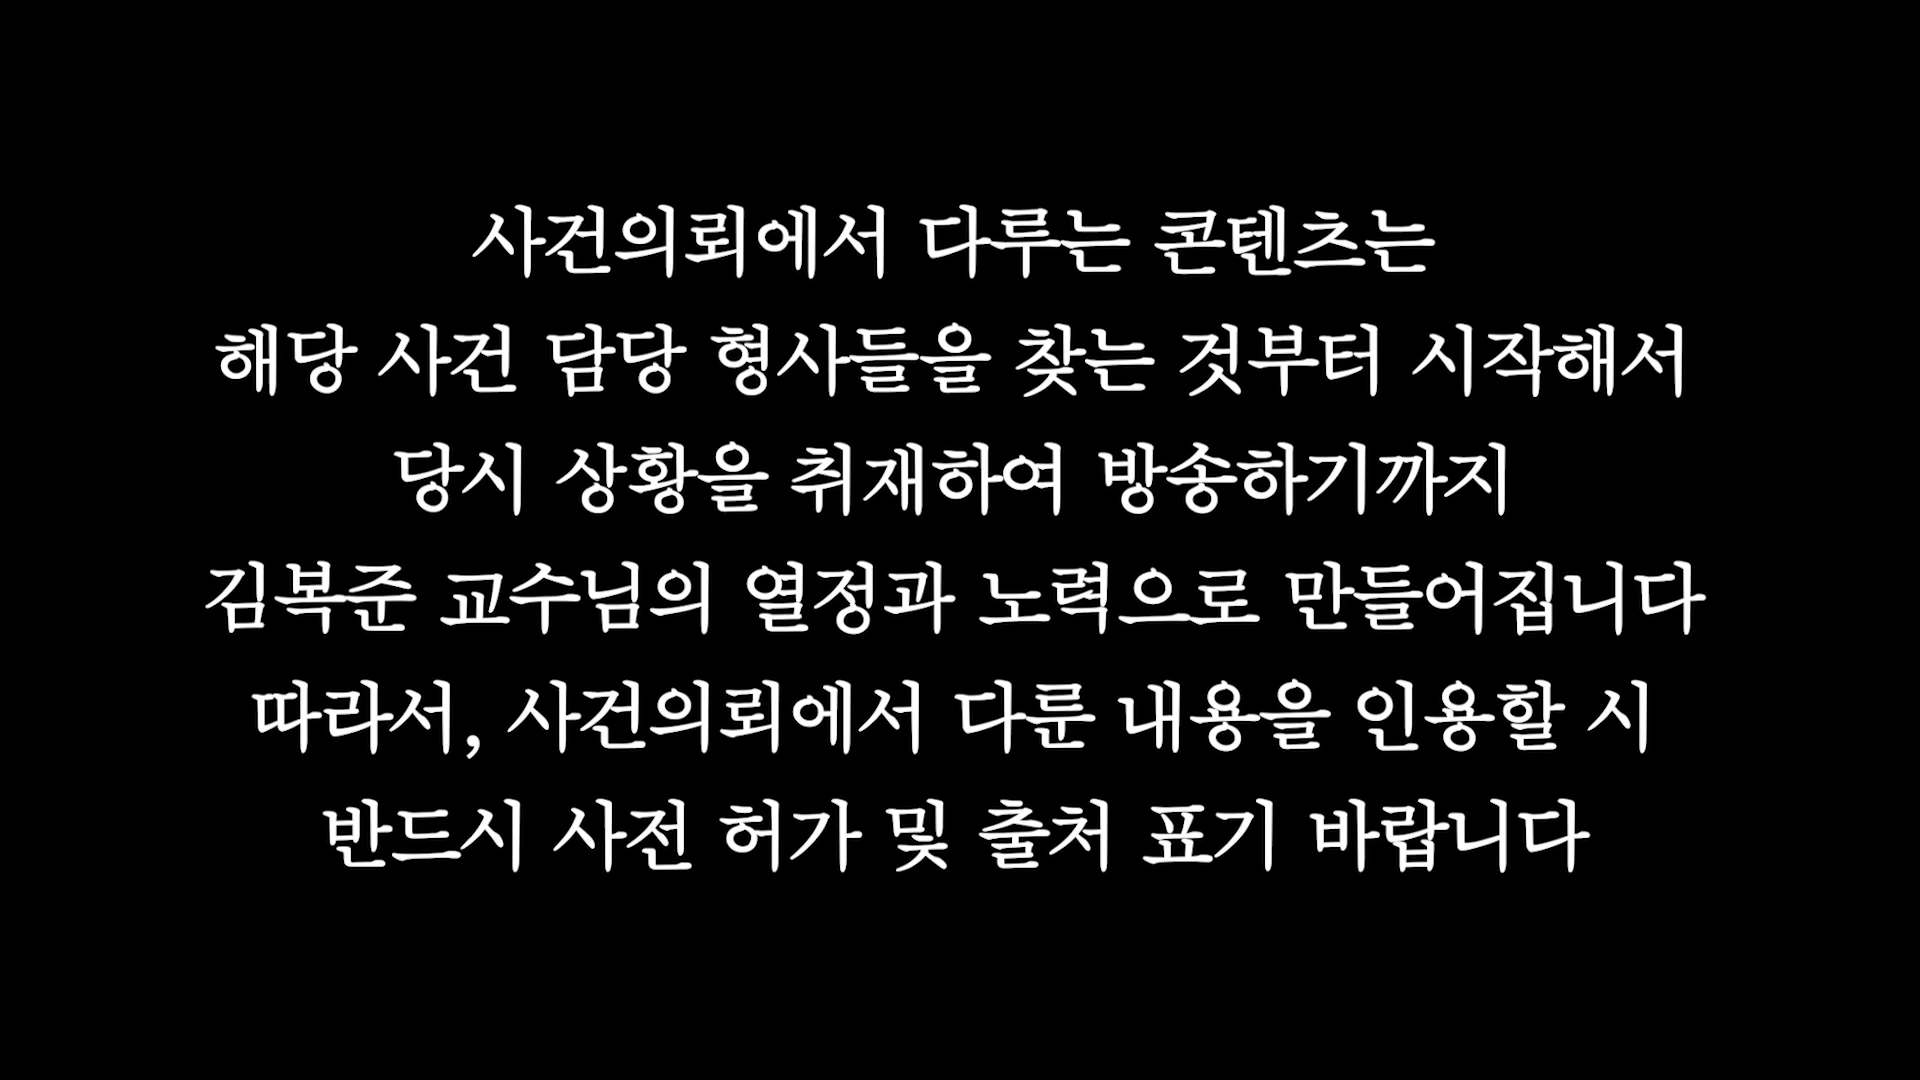 사건의뢰에서 다루는 콘텐츠는
해당 사건 담당 형사들을 찾는 것부터 시작해서
당시 상황을 취재하여 방송하기까지
김복준 교수님의 열정과 노력으로 만들어집니다
따라서, 사건의뢰에서 다룬 내용을 인용할 시
반드시 사전 허가 및 출처 표기 바랍니다